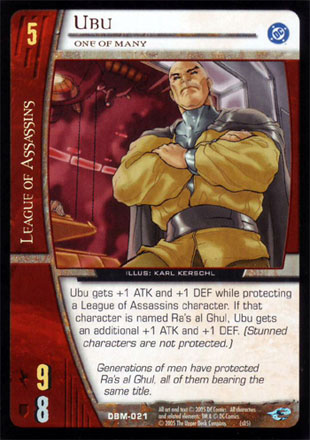 5
UBU
ONE OF MANY
DC
LEAGUE OF ASSASSINS
ILLUS: KARL KERSCHL
Ubu gets +1 ATK and +1 DEF while protecting
a League of Assassins character. If that
character is named Ra's al Ghul, Ubu gets
an additional +1 ATK and +1 DEF. (Stunned
characters are not protected.)
Generations of men have protected
Ra's al Ghul, all of them bearing the
same title.
9
8
DBM-021